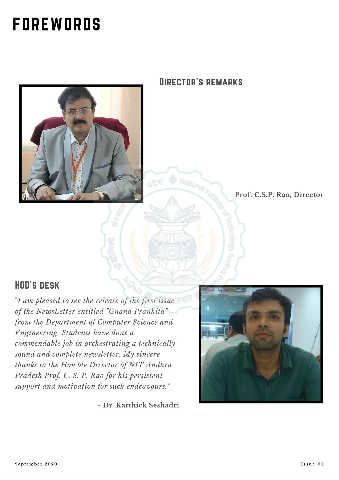 FOREWORDS
DIRECTOR'S REMARKS
Prof. C.S.P. Rao, Director
HOD'S DESK
"I am pleased to see the release of the first issue
of the NewsLetter entitled "Gnana Prankita"
from the Department of Computer Science and
Engineering. Students have done a
commendable job in orchestrating a technically
sound and complete newsletter. My sincere
thanks to the Hon'ble Director of NIT Andhra
Pradesh Prof. C. S. P. Rao for his persistent
support and motivation for such endeavours."
- Dr. Karthick Seshadri
September 2020